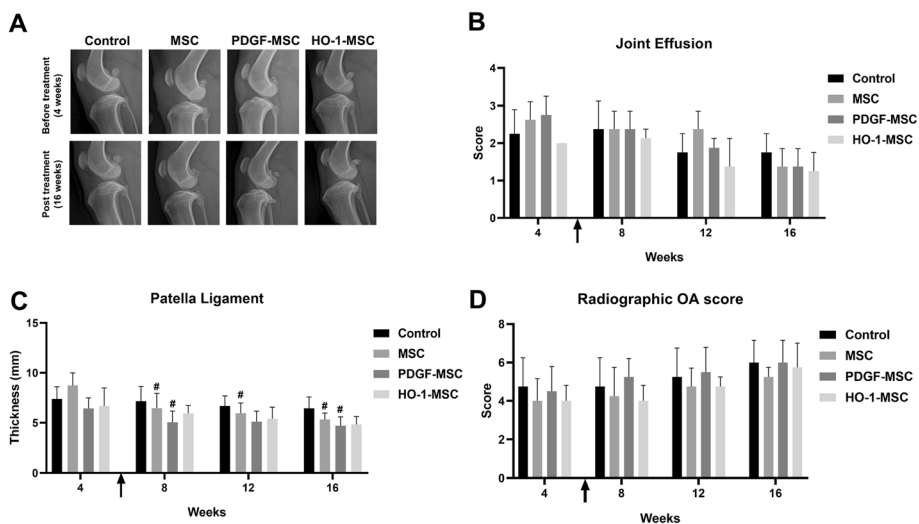 A
Control MSC PDGF-MSC HO-1-MSC
Before treatment
(4 weeks)
Post treatment
(16 weeks)
B
Joint Effusion
Score
4
3
2
1
0
4 8 12 16
Weeks
Control
MSC
PDGF-MSC
HO-1-MSC
C
Patella Ligament
Thickness (mm)
15
10
5
0
# # # # #
4 8 12 16
Weeks
Control
MSC
PDGF-MSC
HO-1-MSC
D
Radiographic OA score
Score
8
6
4
2
0
4 8 12 16
Weeks
Control
MSC
PDGF-MSC
HO-1-MSC